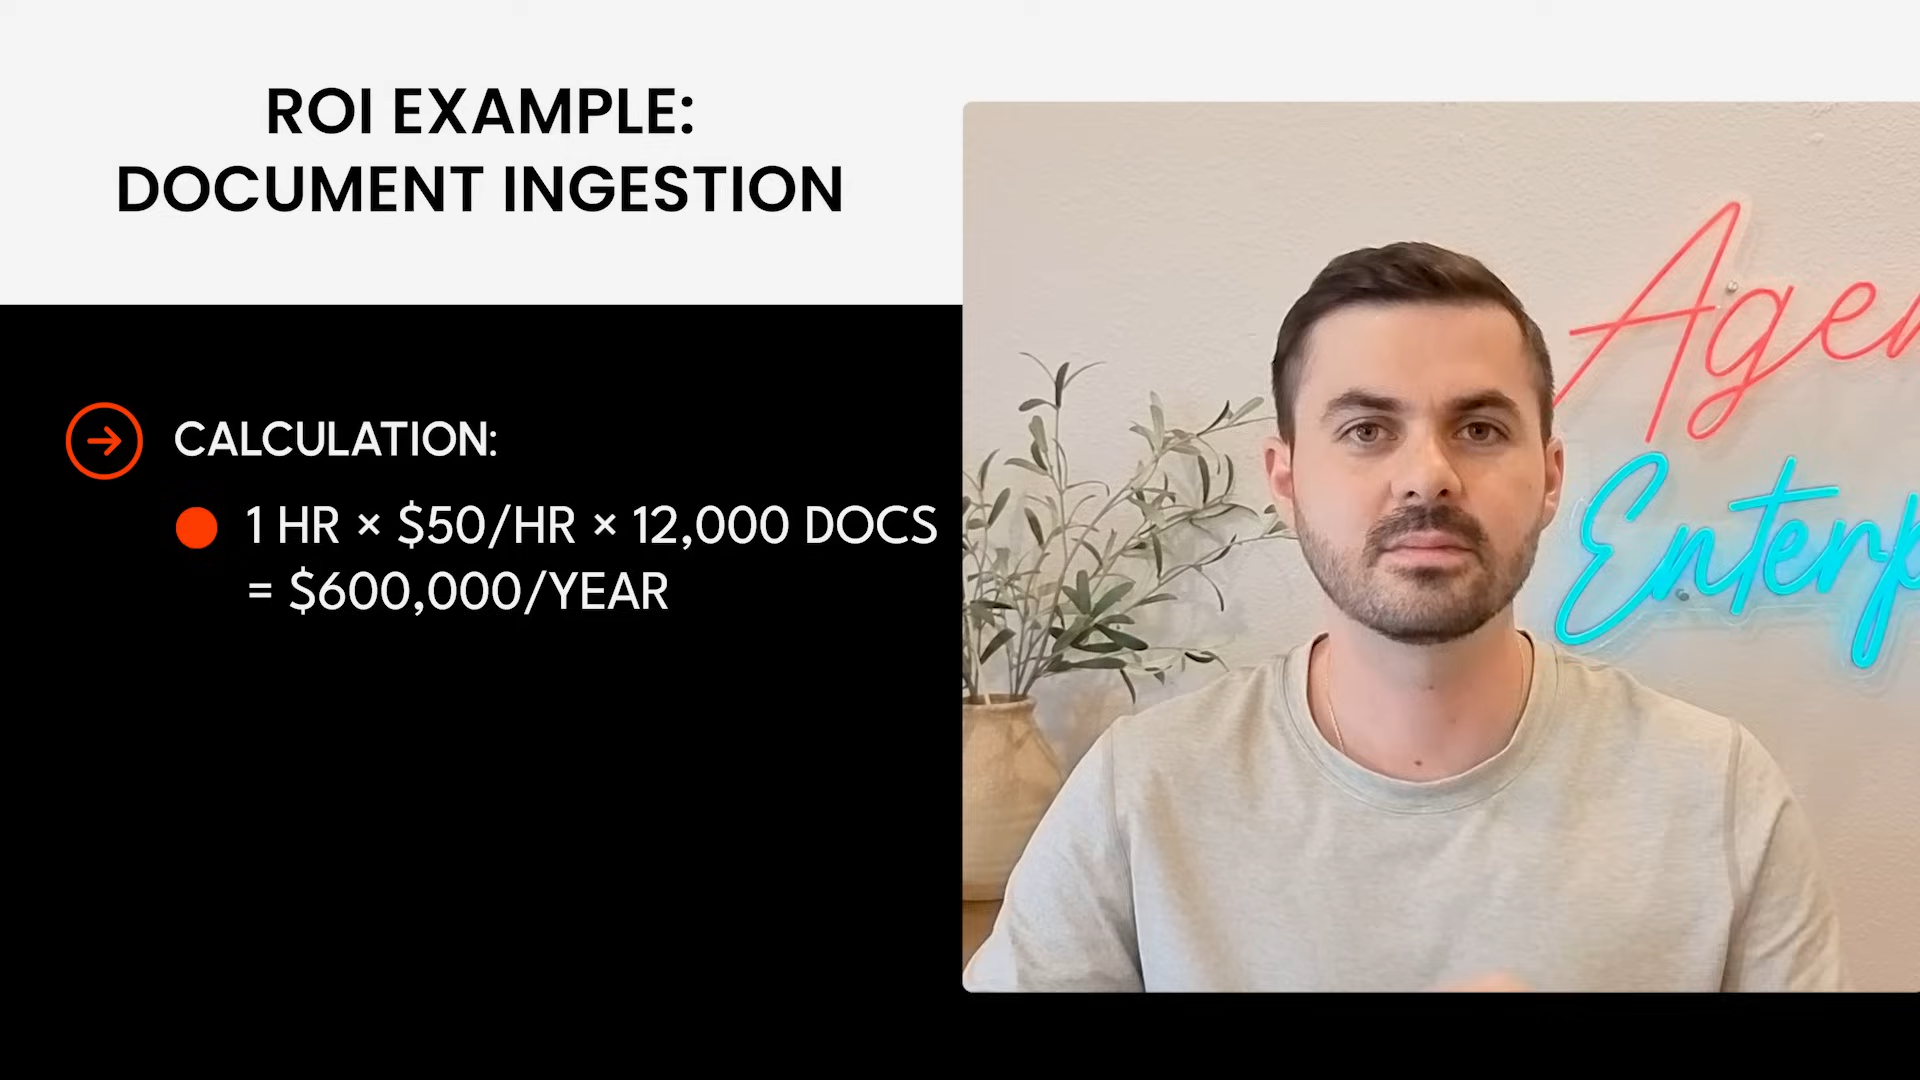 ROI EXAMPLE:
DOCUMENT INGESTION
CALCULATION:
1 HR × $50/HR × 12,000 DOCS
= $600,000/YEAR